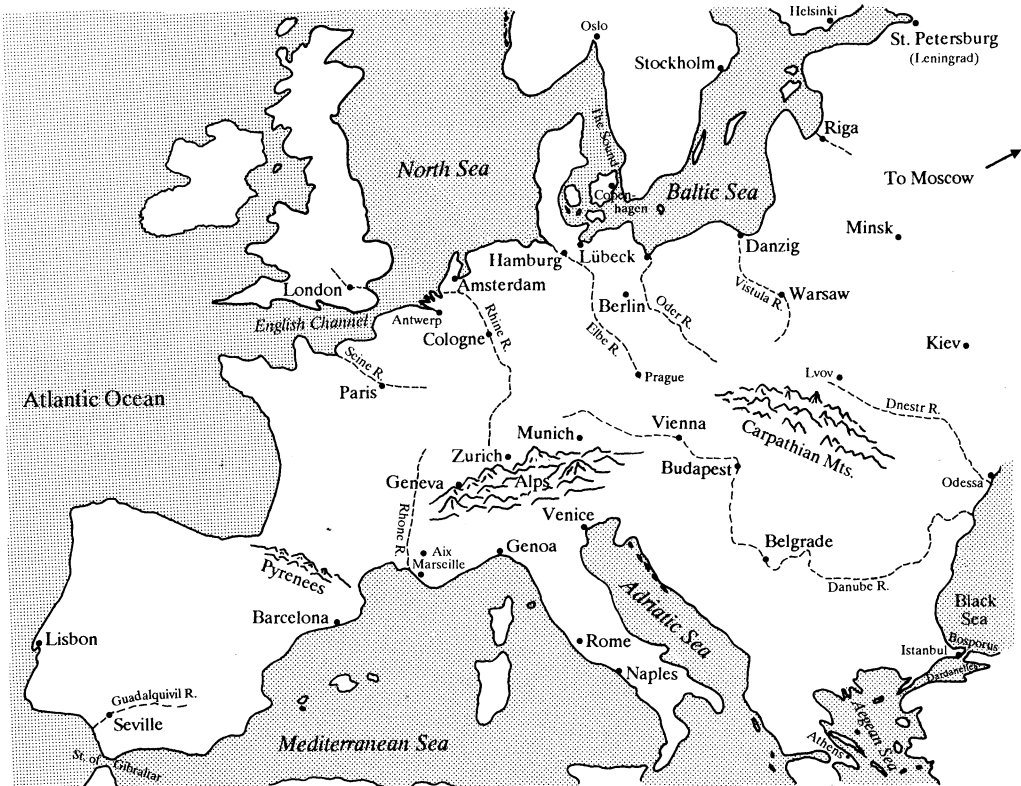 Helsinki
Oslo
St. Petersburg
(Leningrad)
Stockholm
Riga
The Sound
North Sea
To Moscow
Baltic Sea
Copen-
hagen
Minsk
Danzig
Hamburg
Lübeck
Amsterdam
London
Berlin
Vistula R.
Warsaw
Oder R.
Rhine R.
Antwerp
English Channel
Cologne
Elbe R.
Kiev
Seine R.
Paris
Prague
Lvov
Atlantic Ocean
Dnestr R.
Vienna
Munich
Carpathian Mts.
Zurich
Budapest
Geneva
Alps
Odessa
Rhone R.
Venice
Genoa
Aix
Marseille
Belgrade
Pyrenees
Danube R.
Adriatic Sea
Black
Sea
Barcelona
Lisbon
Rome
Bosporus
Istanbul
Naples
Dardanelles
Guadalquivil R.
Seville
Aegean Sea
Mediterranean Sea
Athens
St. of Gibraltar